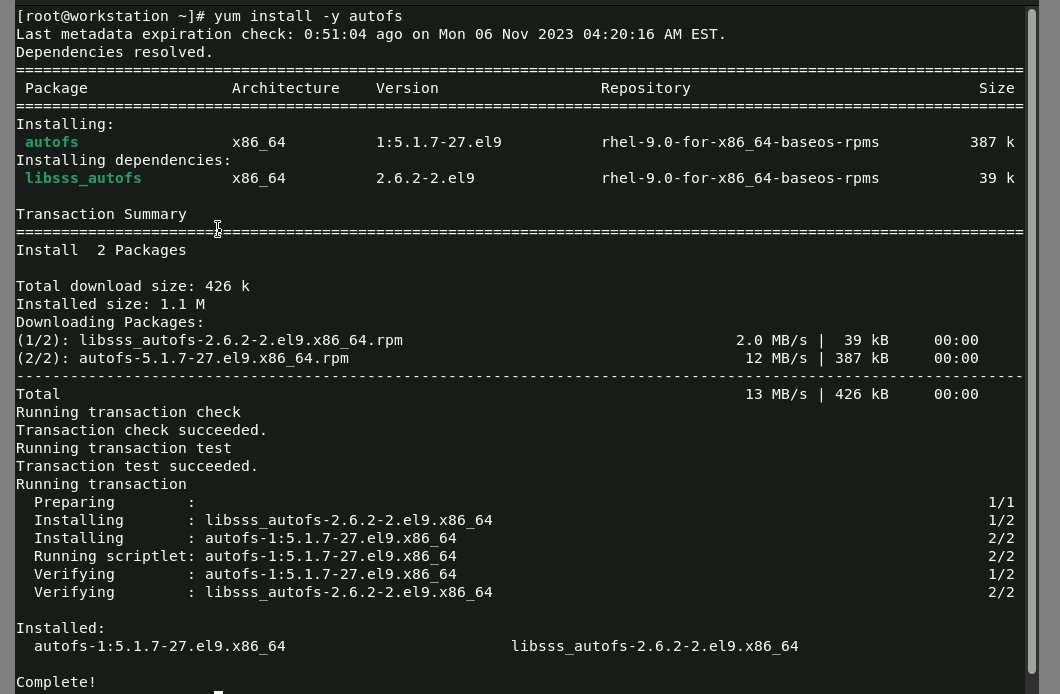 [root@workstation ~]# yum install -y autofs
Last metadata expiration check: 0:51:04 ago on Mon 06 Nov 2023 04:20:16 AM EST.
Dependencies resolved.
================================================================================================================
 Package                Architecture    Version                  Repository                                Size
================================================================================================================
Installing:
 autofs                 x86_64          1:5.1.7-27.el9           rhel-9.0-for-x86_64-baseos-rpms          387 k
Installing dependencies:
 libsss_autofs          x86_64          2.6.2-2.el9              rhel-9.0-for-x86_64-baseos-rpms           39 k

Transaction Summary
================================================================================================================
Install  2 Packages

Total download size: 426 k
Installed size: 1.1 M
Downloading Packages:
(1/2): libsss_autofs-2.6.2-2.el9.x86_64.rpm                                     2.0 MB/s |  39 kB     00:00
(2/2): autofs-5.1.7-27.el9.x86_64.rpm                                            12 MB/s | 387 kB     00:00
----------------------------------------------------------------------------------------------------------------
Total                                                                            13 MB/s | 426 kB     00:00
Running transaction check
Transaction check succeeded.
Running transaction test
Transaction test succeeded.
Running transaction
  Preparing        :                                                                                        1/1
  Installing       : libsss_autofs-2.6.2-2.el9.x86_64                                                       1/2
  Installing       : autofs-1:5.1.7-27.el9.x86_64                                                           2/2
  Running scriptlet: autofs-1:5.1.7-27.el9.x86_64                                                           2/2
  Verifying        : autofs-1:5.1.7-27.el9.x86_64                                                           1/2
  Verifying        : libsss_autofs-2.6.2-2.el9.x86_64                                                       2/2

Installed:
  autofs-1:5.1.7-27.el9.x86_64                         libsss_autofs-2.6.2-2.el9.x86_64

Complete!